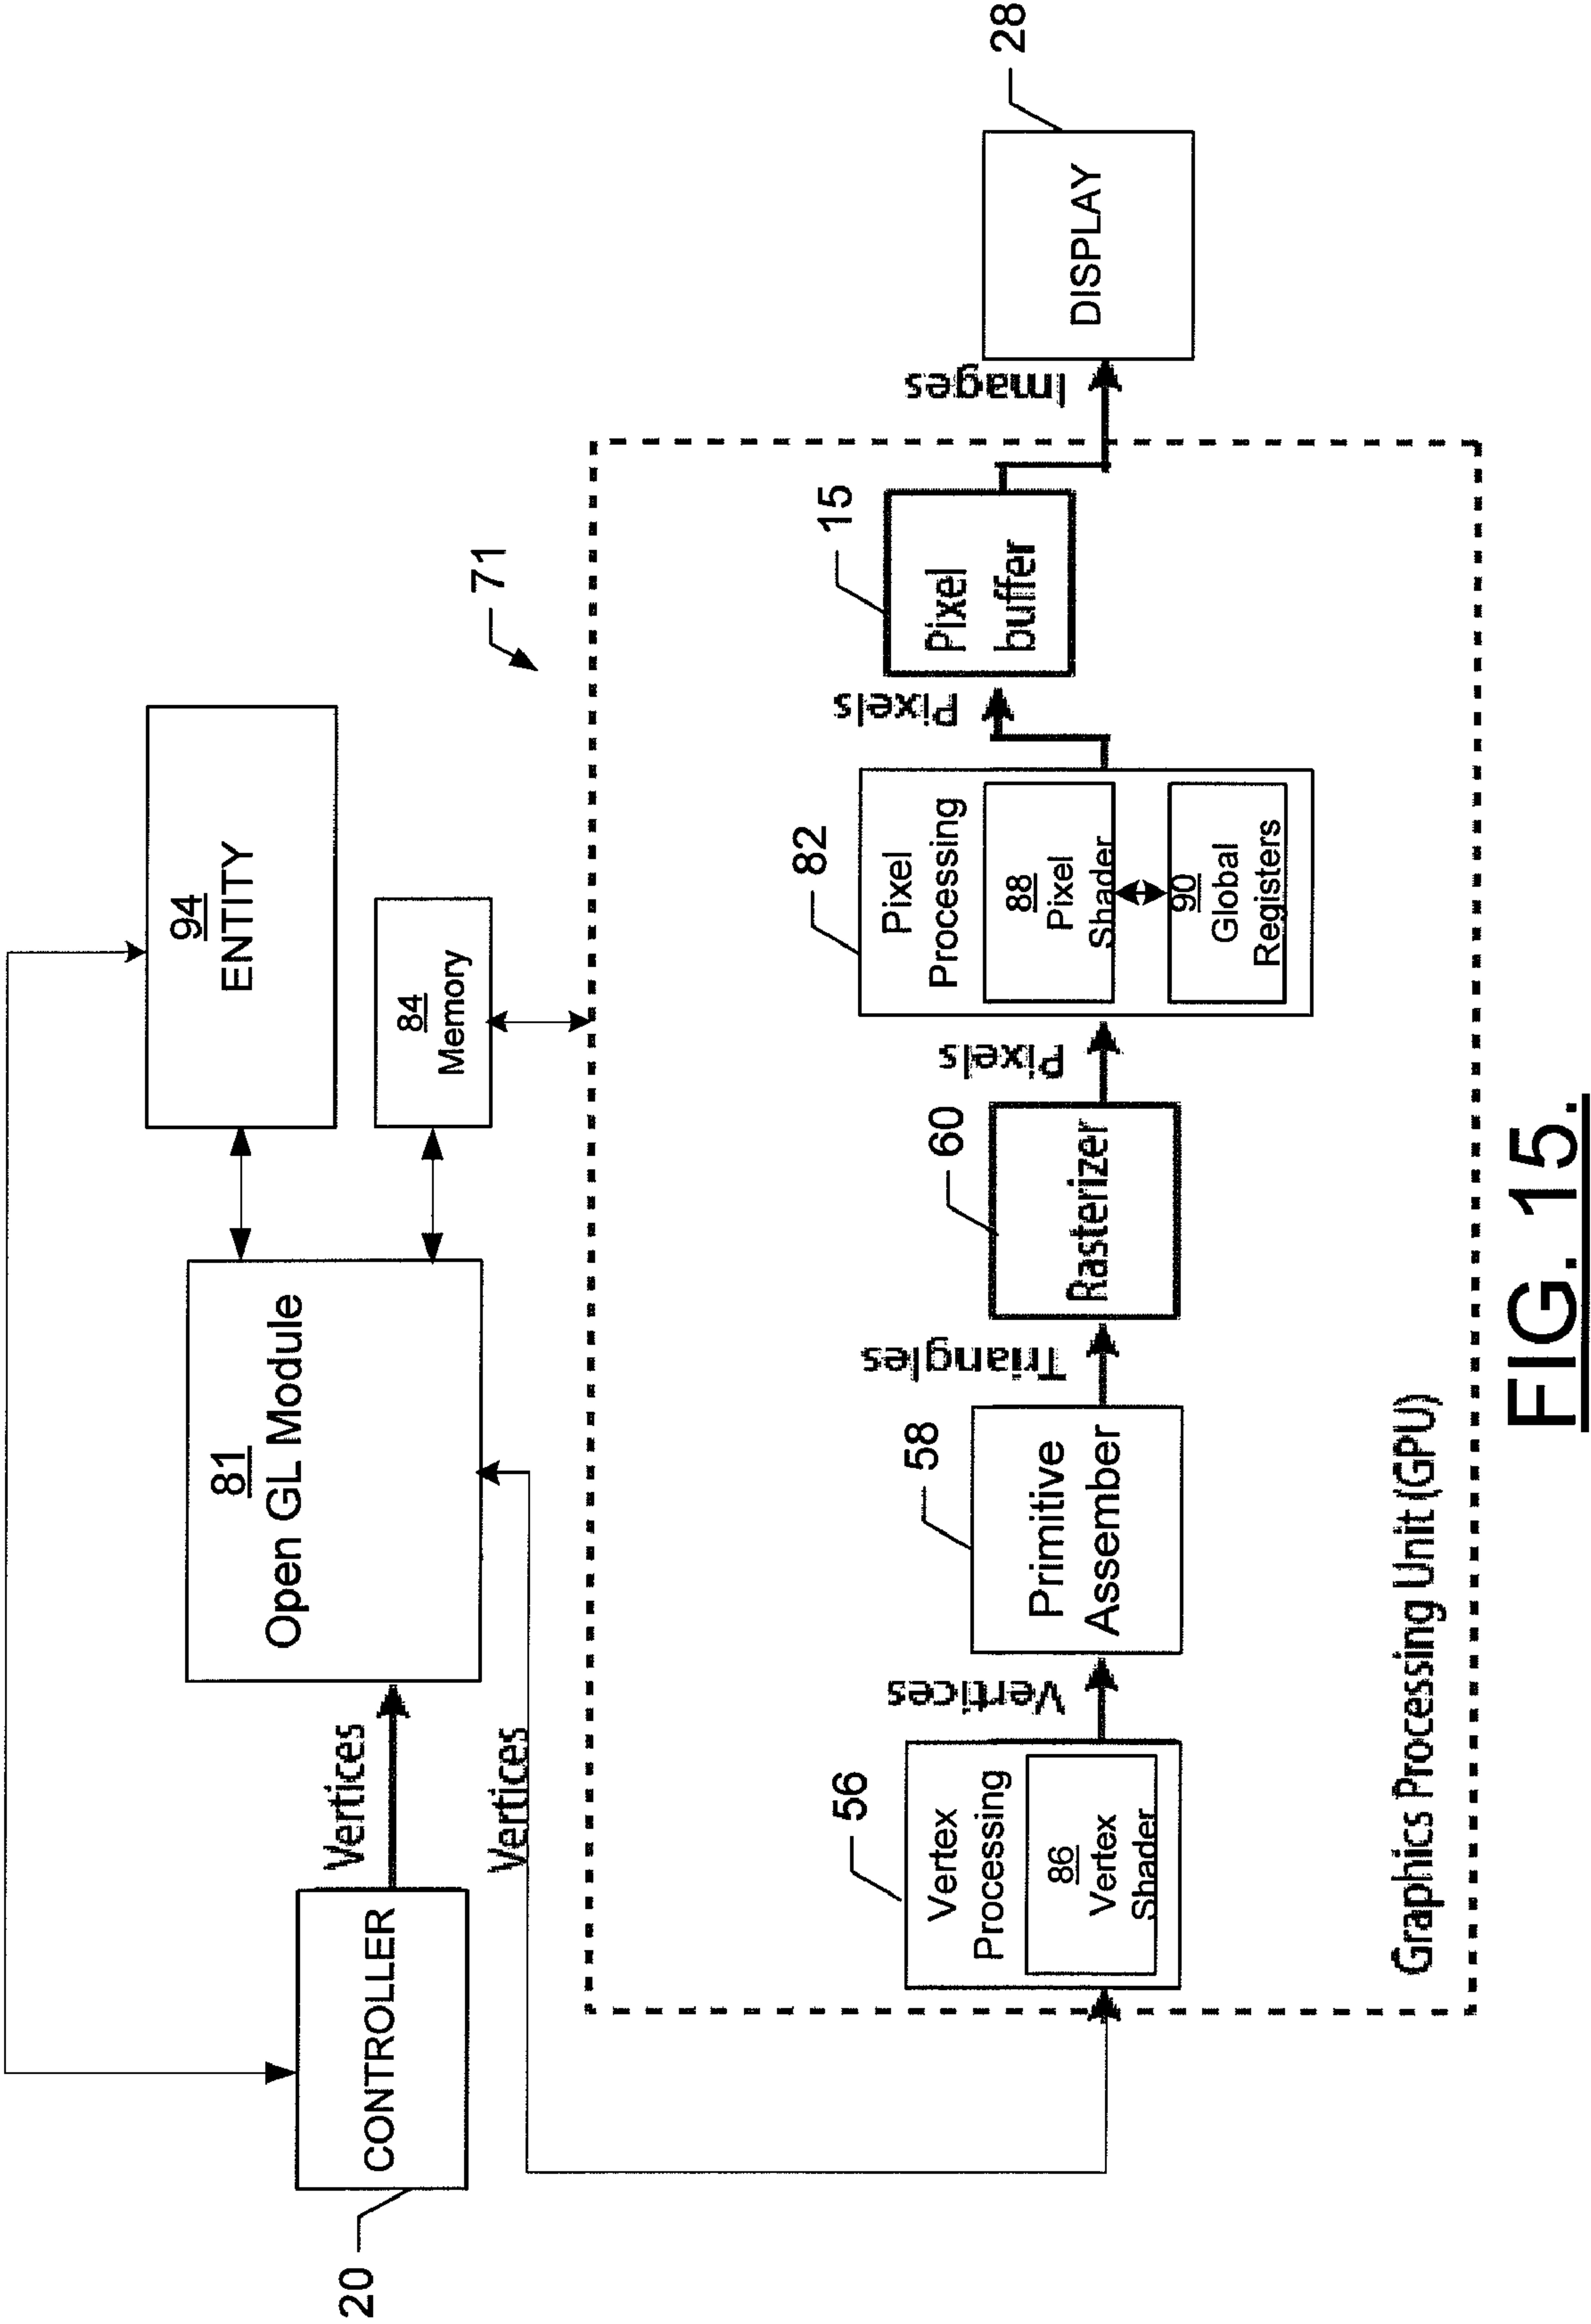 94
ENTITY
84
Memory
71
81
Open GL Module
Vertices
CONTROLLER
20
Vertices
56
Vertex
Processing
86
Vertex
Shader
Vertices
58
Primitive
Assember
Triangles
60
Rasterizer
Pixels
82
Pixel
Processing
88
Pixel
Shader
90
Global
Registers
Pixels
15
Pixel
buffer
Images
DISPLAY
28
Graphics Processing Unit (GPU)
FIG. 15.